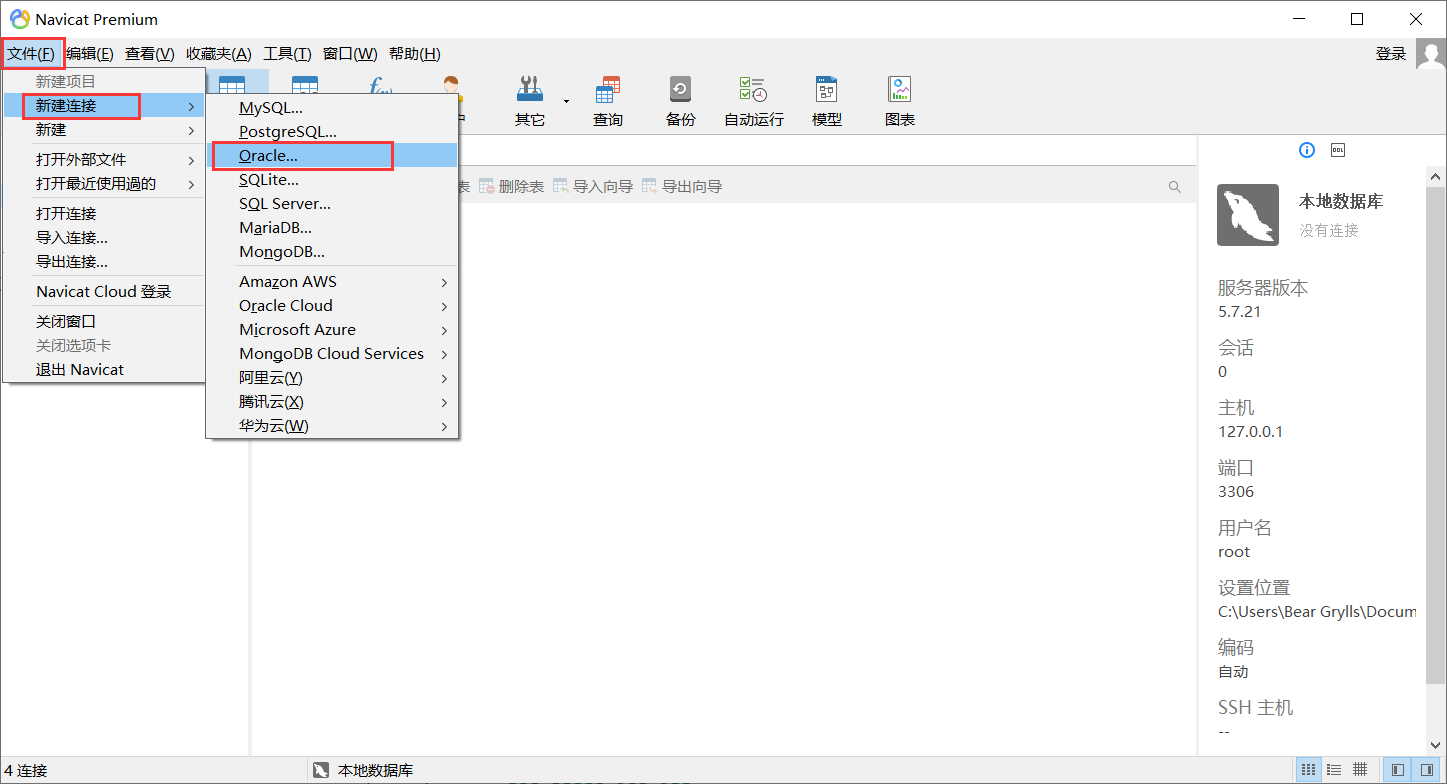 Navicat Premium
文件(F) 编辑(E) 查看(V) 收藏夹(A) 工具(T) 窗口(W) 帮助(H) 登录
新建项目
新建连接
新建
打开外部文件
打开最近使用過的
打开连接
导入连接...
导出连接...
Navicat Cloud 登录
关闭窗口
关闭选项卡
退出 Navicat
MySQL...
PostgreSQL...
Oracle...
SQLite...
SQL Server...
MariaDB...
MongoDB...
Amazon AWS
Oracle Cloud
Microsoft Azure
MongoDB Cloud Services
阿里云(Y)
腾讯云(X)
华为云(W)
其它 查询 备份 自动运行 模型 图表
表 删除表 导入向导 导出向导
DDL
本地数据库
没有连接
服务器版本
5.7.21
会话
0
主机
127.0.0.1
端口
3306
用户名
root
设置位置
C:\Users\Bear Grylls\Docum
编码
自动
SSH 主机
--
4 连接 本地数据库